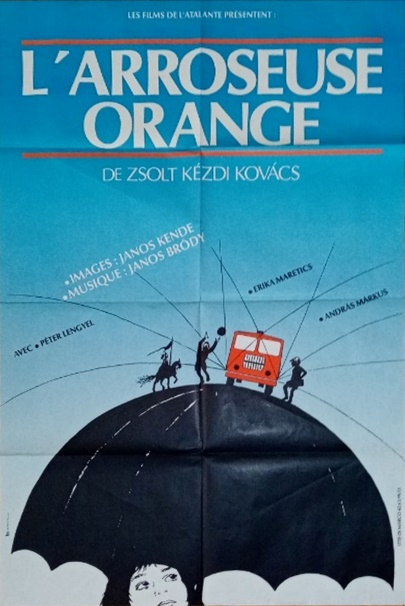 LES FILMS DE L'ATALANTE PRÉSENTENT :
L'ARROSEUSE
ORANGE
DE ZSOLT KÉZDI KOVÁCS
• IMAGES : JANOS KENDE
• MUSIQUE : JANOS BRÓDY
• ERIKA MARETICS
• ANDRÁS MÁRKUS
AVEC • PÉTER LENGYEL